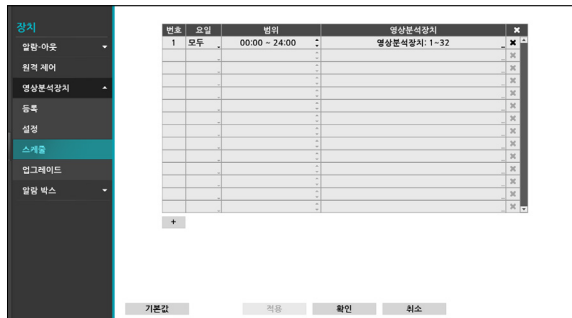 장치
알람-아웃
원격 제어
영상분석장치
등록
설정
스케줄
업그레이드
알람 박스
번호 요일 범위 영상분석장치
1 모두 00:00 - 24:00 영상분석장치: 1-32
+
기본값 적용 확인 취소